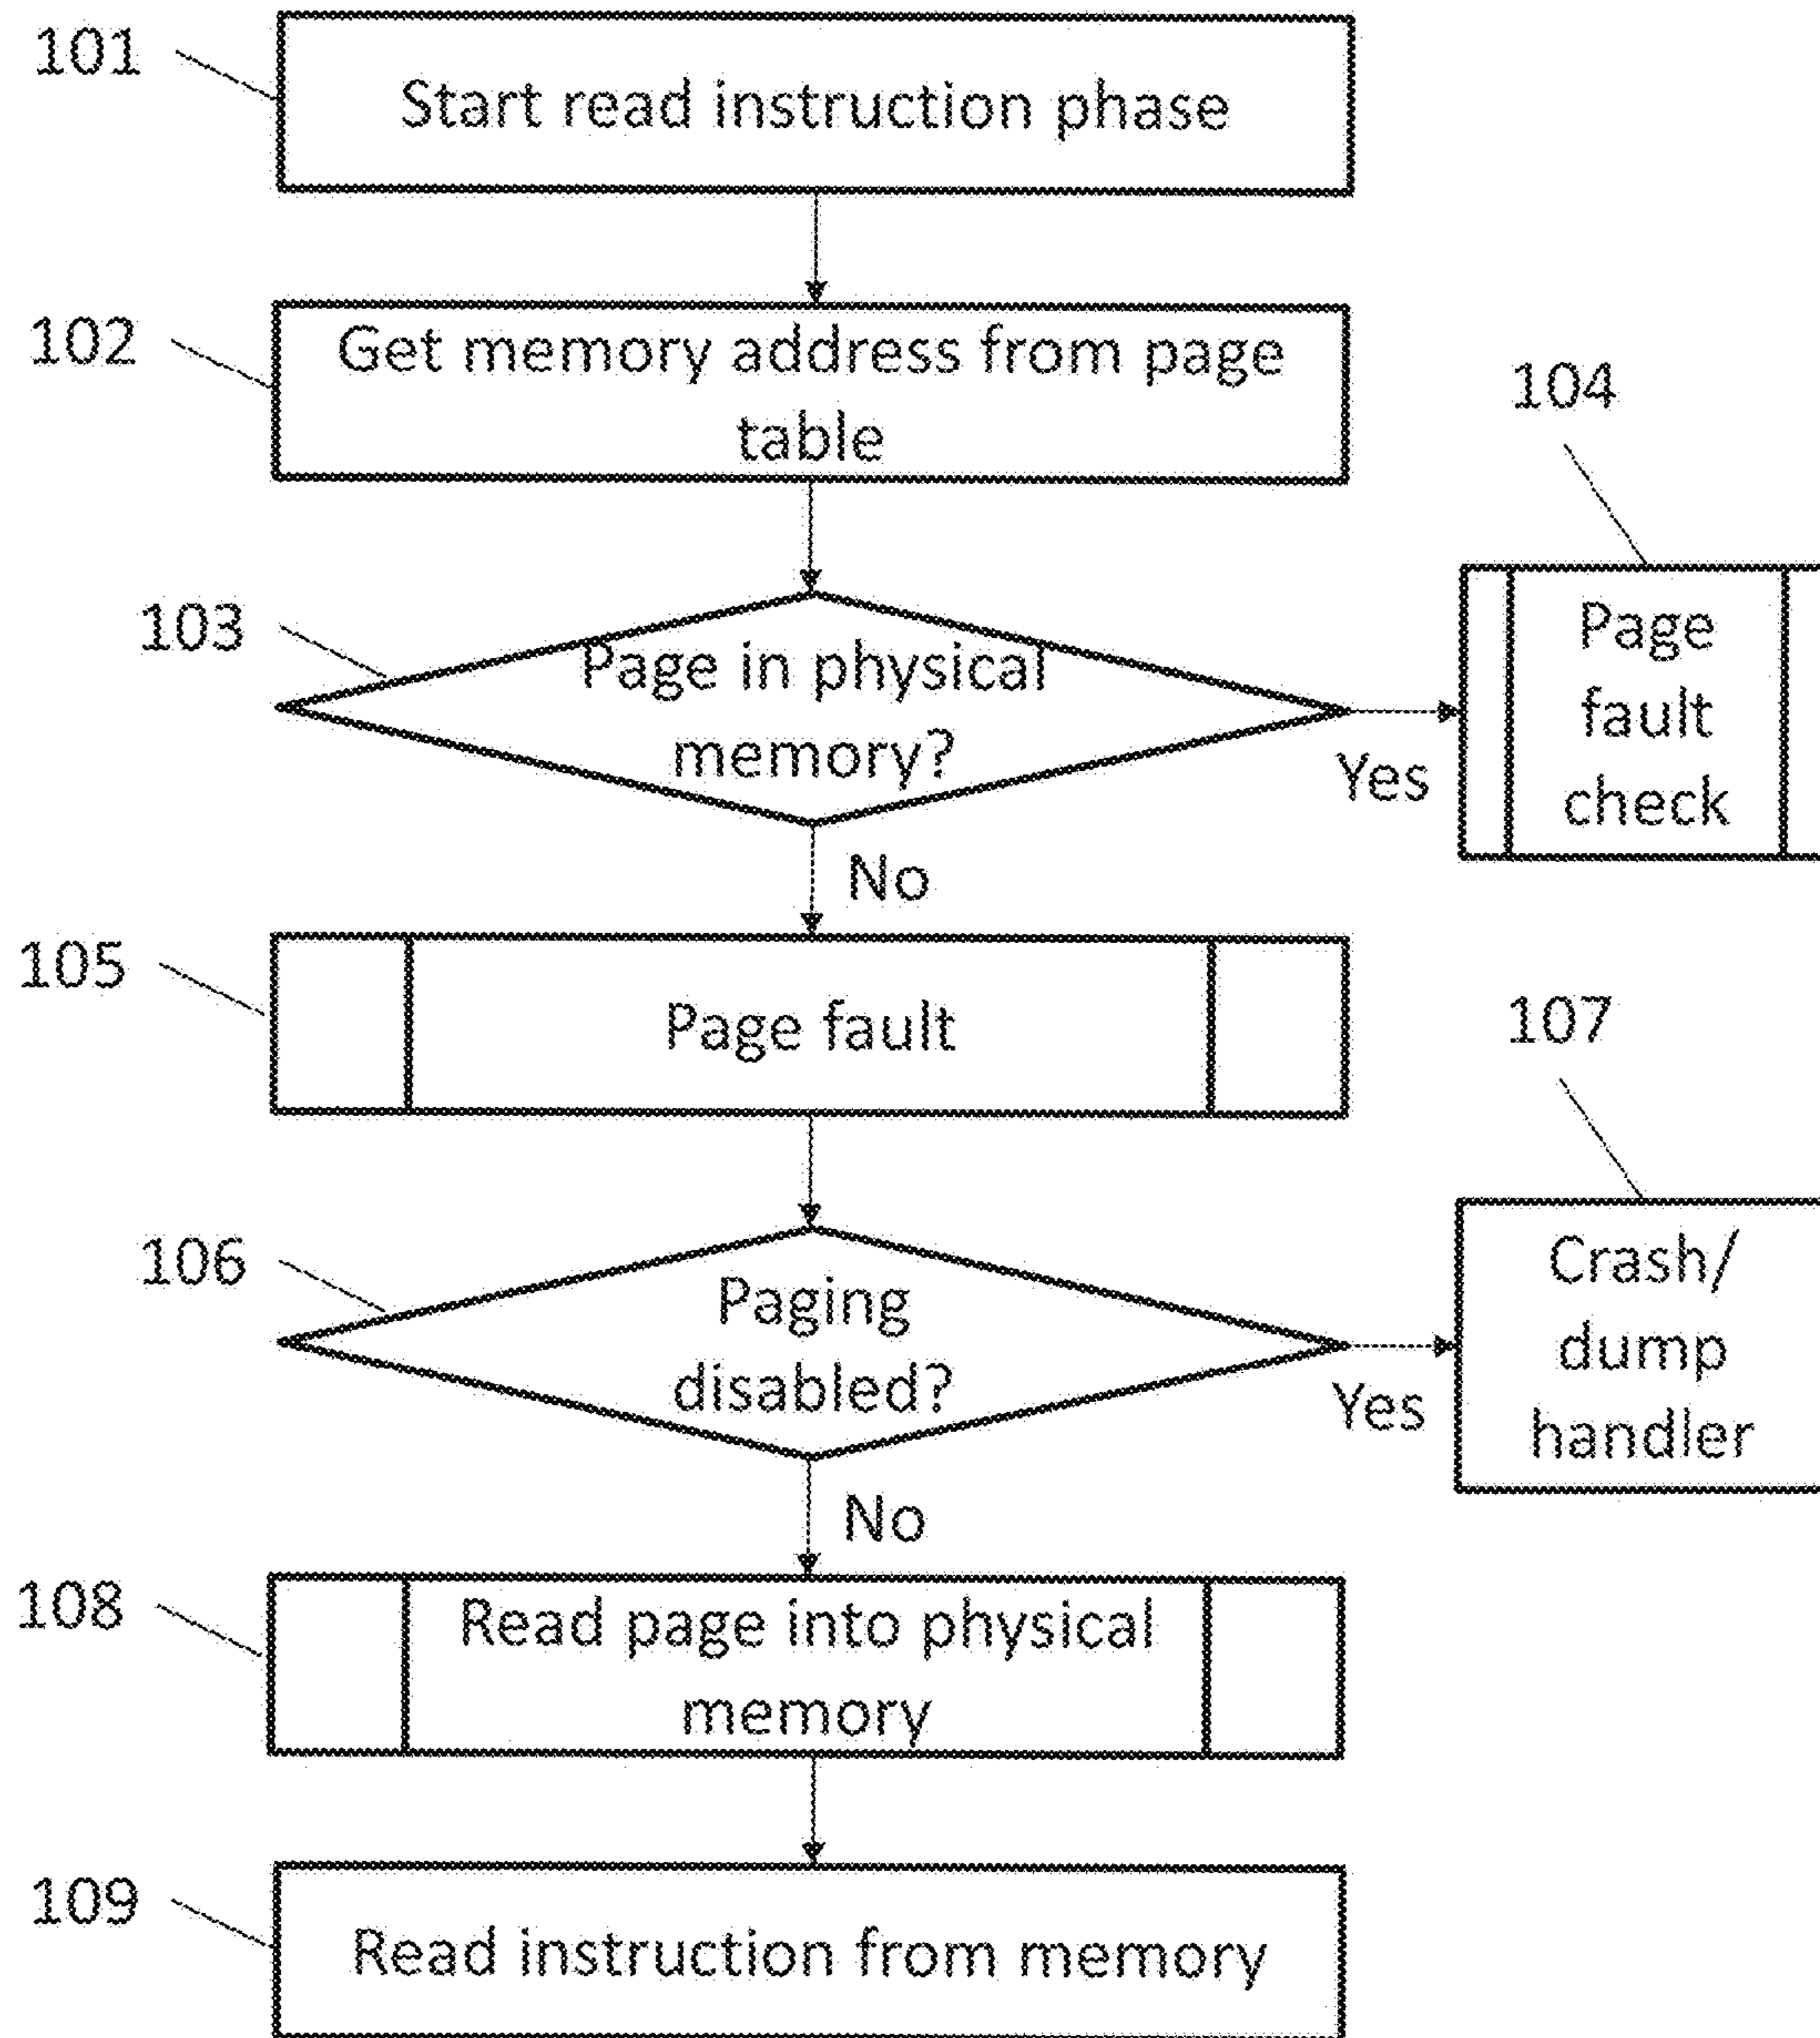 101
Start read instruction phase
102
Get memory address from page
table
104
103
Page in physical
memory?
Yes
Page
fault
check
No
105
Page fault
107
106
Paging
disabled?
Yes
Crash/
dump
handler
No
108
Read page into physical
memory
109
Read instruction from memory